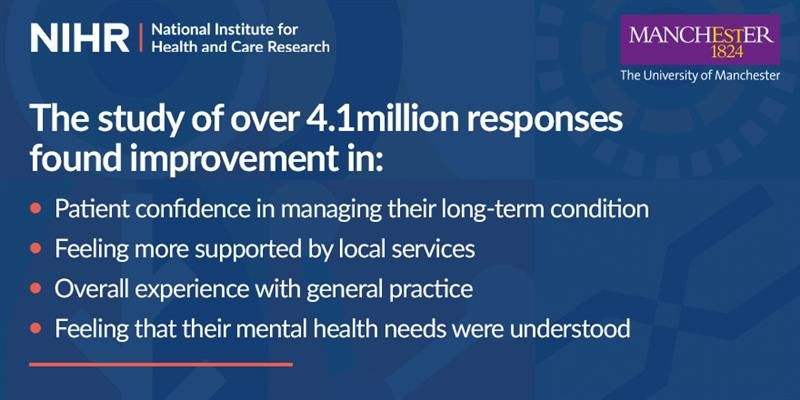 NIHR | National Institute for
Health and Care Research
MANCHESTER
1824
The University of Manchester
The study of over 4.1million responses
found improvement in:
• Patient confidence in managing their long-term condition
• Feeling more supported by local services
• Overall experience with general practice
• Feeling that their mental health needs were understood